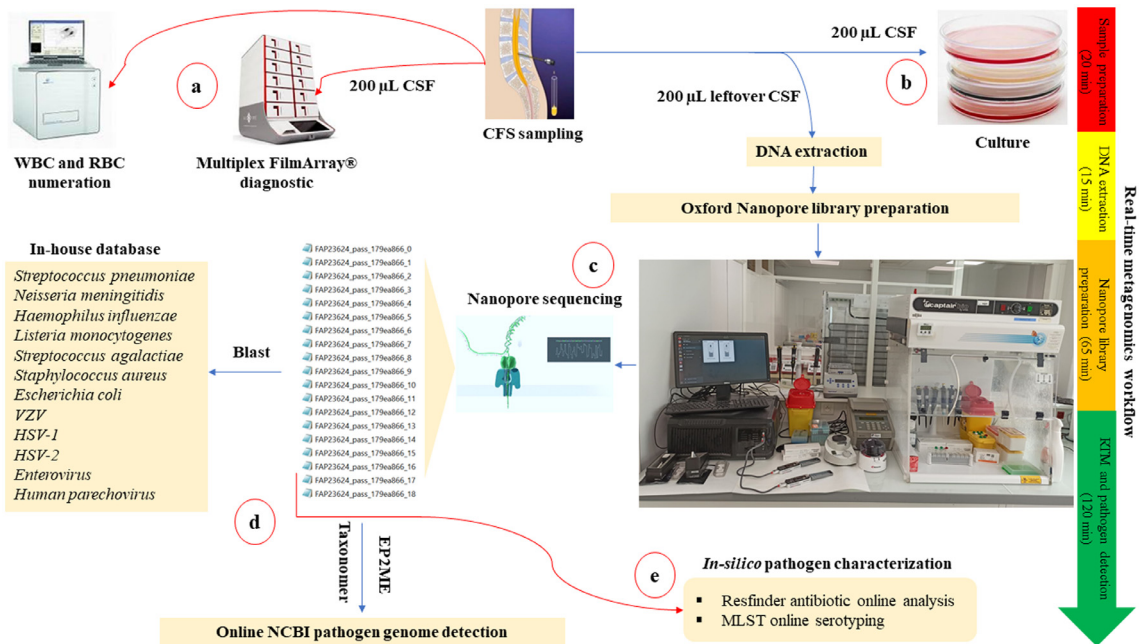 200 µL CSF
200 µL CSF
a
b
200 µL leftover CSF
CFS sampling
Culture
WBC and RBC
numeration
Multiplex FilmArray®
diagnostic
DNA extraction
Oxford Nanopore library preparation
In-house database
Streptococcus pneumoniae
Neisseria meningitidis
Haemophilus influenzae
Listeria monocytogenes
Streptococcus agalactiae
Staphylococcus aureus
Escherichia coli
VZV
HSV-1
HSV-2
Enterovirus
Human parechovirus
Blast
FAP23624_pass_179ea866_0
FAP23624_pass_179ea866_1
FAP23624_pass_179ea866_2
FAP23624_pass_179ea866_3
FAP23624_pass_179ea866_4
FAP23624_pass_179ea866_5
FAP23624_pass_179ea866_6
FAP23624_pass_179ea866_7
FAP23624_pass_179ea866_8
FAP23624_pass_179ea866_9
FAP23624_pass_179ea866_10
FAP23624_pass_179ea866_11
FAP23624_pass_179ea866_12
FAP23624_pass_179ea866_13
FAP23624_pass_179ea866_14
FAP23624_pass_179ea866_15
FAP23624_pass_179ea866_16
FAP23624_pass_179ea866_17
FAP23624_pass_179ea866_18
c
Nanopore sequencing
captair
d
EP2ME
Taxonomer
Online NCBI pathogen genome detection
e
In-silico pathogen characterization
Resfinder antibiotic online analysis
MLST online serotyping
Sample preparation
(20 min)
DNA extraction
(15 min)
Nanopore library
preparation (65 min)
RTM and pathogen detection
(120 min)
Real-time metagenomics workflow